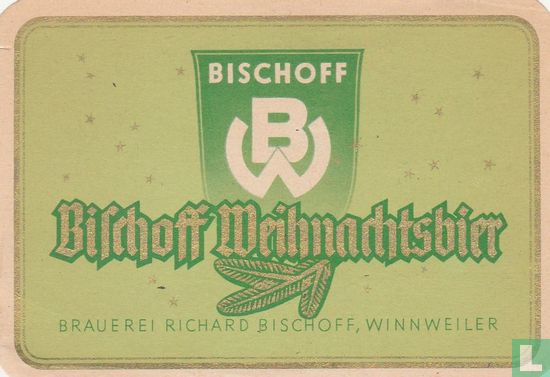 BISCHOFF
BW
Biſchoff Weihnachtsbier
BRAUEREI RICHARD BISCHOFF, WINNWEILER